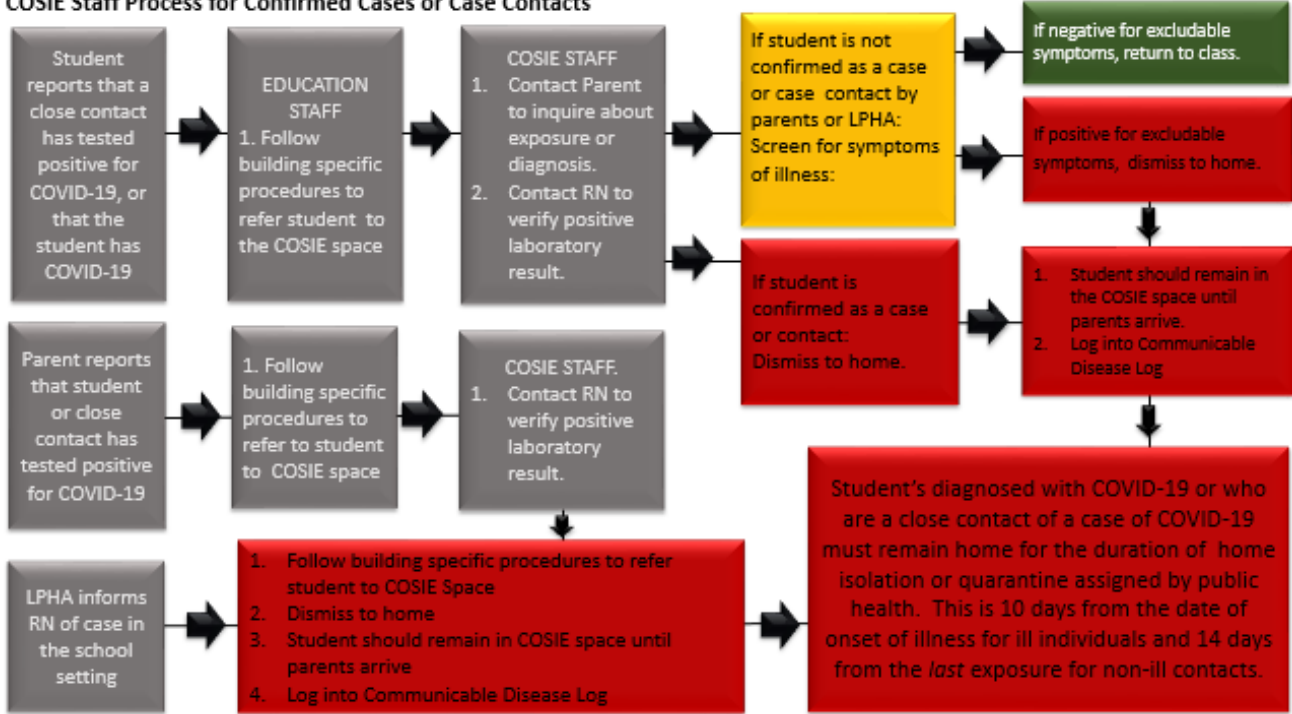 COSIE Staff Process for Confirmed Cases or Case Contacts
Student
reports that a
close contact
has tested
positive for
COVID-19, or
that the
student has
COVID-19
EDUCATION
STAFF
1. Follow
building specific
procedures to
refer student to
the COSIE space
COSIE STAFF
1. Contact Parent
to inquire about
exposure or
diagnosis.
2. Contact RN to
verify positive
laboratory
result.
If student is not
confirmed as a case
or case contact by
parents or LPHA:
Screen for symptoms
of illness:
If negative for excludable
symptoms, return to class.
If positive for excludable
symptoms, dismiss to home.
If student is
confirmed as a case
or contact:
Dismiss to home.
1. Student should remain in
the COSIE space until
parents arrive.
2. Log into Communicable
Disease Log
Parent reports
that student
or close
contact has
tested positive
for COVID-19
1. Follow
building specific
procedures to
refer to student
to COSIE space
COSIE STAFF.
1. Contact RN to
verify positive
laboratory
result.
LPHA informs
RN of case in
the school
setting
1. Follow building specific procedures to refer
student to COSIE Space
2. Dismiss to home
3. Student should remain in COSIE space until
parents arrive
4. Log into Communicable Disease Log
Student's diagnosed with COVID-19 or who
are a close contact of a case of COVID-19
must remain home for the duration of home
isolation or quarantine assigned by public
health. This is 10 days from the date of
onset of illness for ill individuals and 14 days
from the last exposure for non-ill contacts.